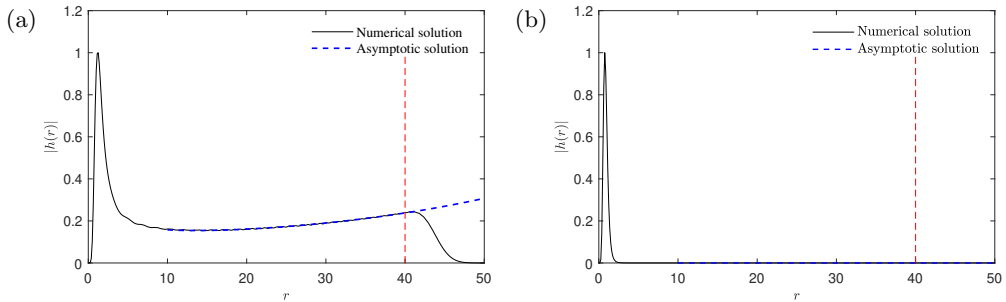 (a)
1.2
1
0.8
0.6
0.4
0.2
0
|h(r)|
0 10 20 30 40 50
r
Numerical solution
Asymptotic solution
(b)
1.2
1
0.8
0.6
0.4
0.2
0
|h(r)|
0 10 20 30 40 50
r
Numerical solution
Asymptotic solution